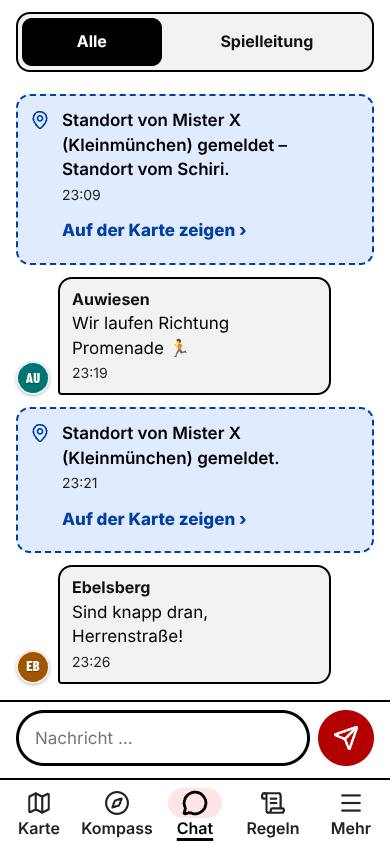 Alle
Spielleitung
Standort von Mister X
(Kleinmünchen) gemeldet –
Standort vom Schiri.
23:09
Auf der Karte zeigen ›
Auwiesen
Wir laufen Richtung
Promenade 🏃
23:19
AU
Standort von Mister X
(Kleinmünchen) gemeldet.
23:21
Auf der Karte zeigen ›
Ebelsberg
Sind knapp dran,
Herrenstraße!
23:26
EB
Nachricht ...
Karte
Kompass
Chat
Regeln
Mehr